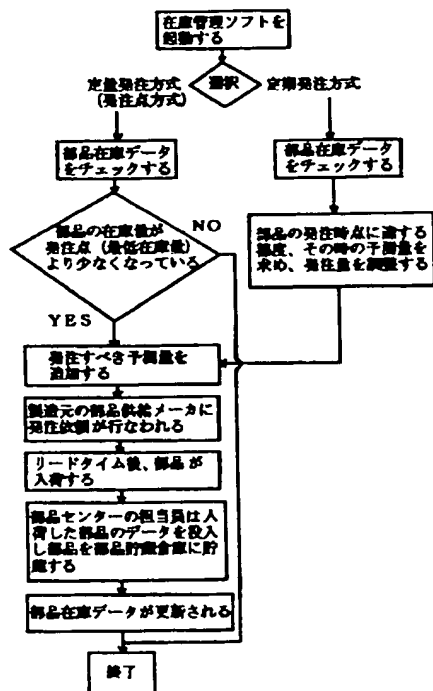 在庫管理ソフトを
起動する
選択
定量発注方式
(発注点方式)
定期発注方式
部品在庫データ
をチェックする
部品在庫データ
をチェックする
部品の在庫量が
発注点(最低在庫量)
より少なくなっている
NO
YES
部品の発注時点に達する
都度、その時の予測量を
求め、発注量を調整する
発注すべき予測量を
追加する
製造元の部品供給メーカに
発注依頼が行なわれる
リードタイム後、部品が
入荷する
部品センターの担当員は入
荷した部品のデータを投入
し部品を部品貯蔵倉庫に貯
蔵する
部品在庫データが更新される
終了